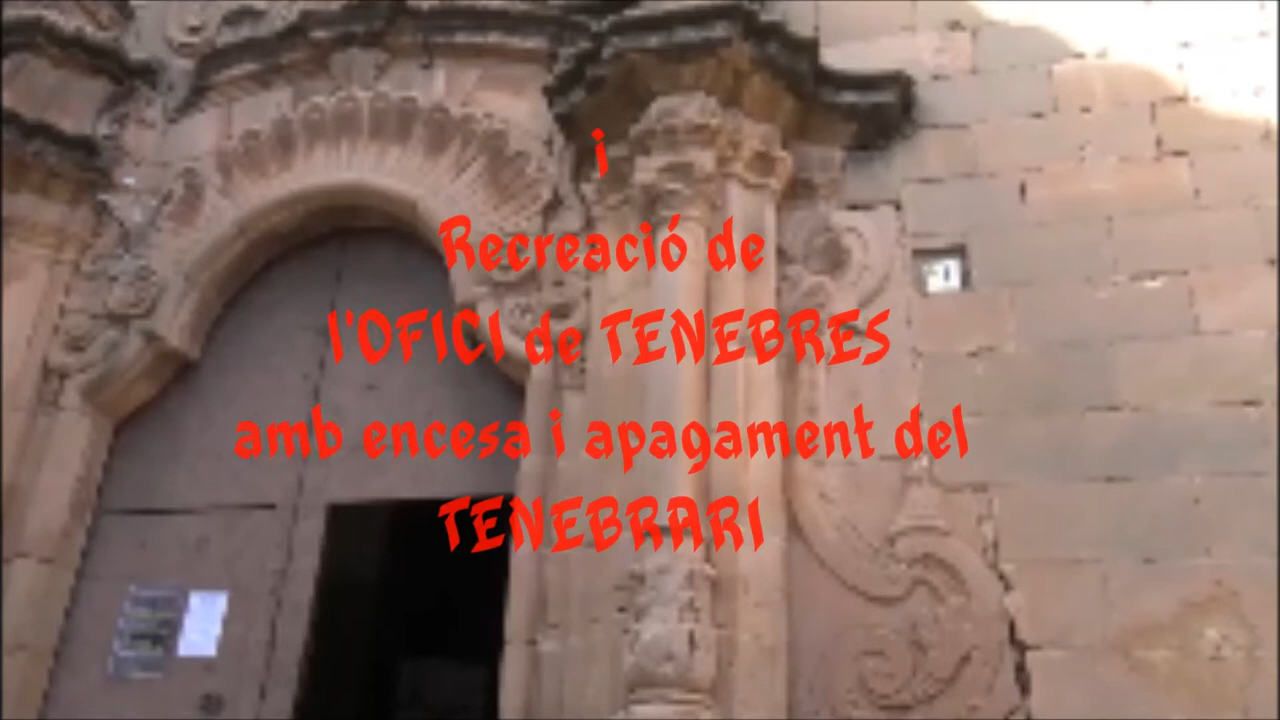 i
Recreació de
l'OFICI de TENEBRES
amb encesa i apagament del
TENEBRARI